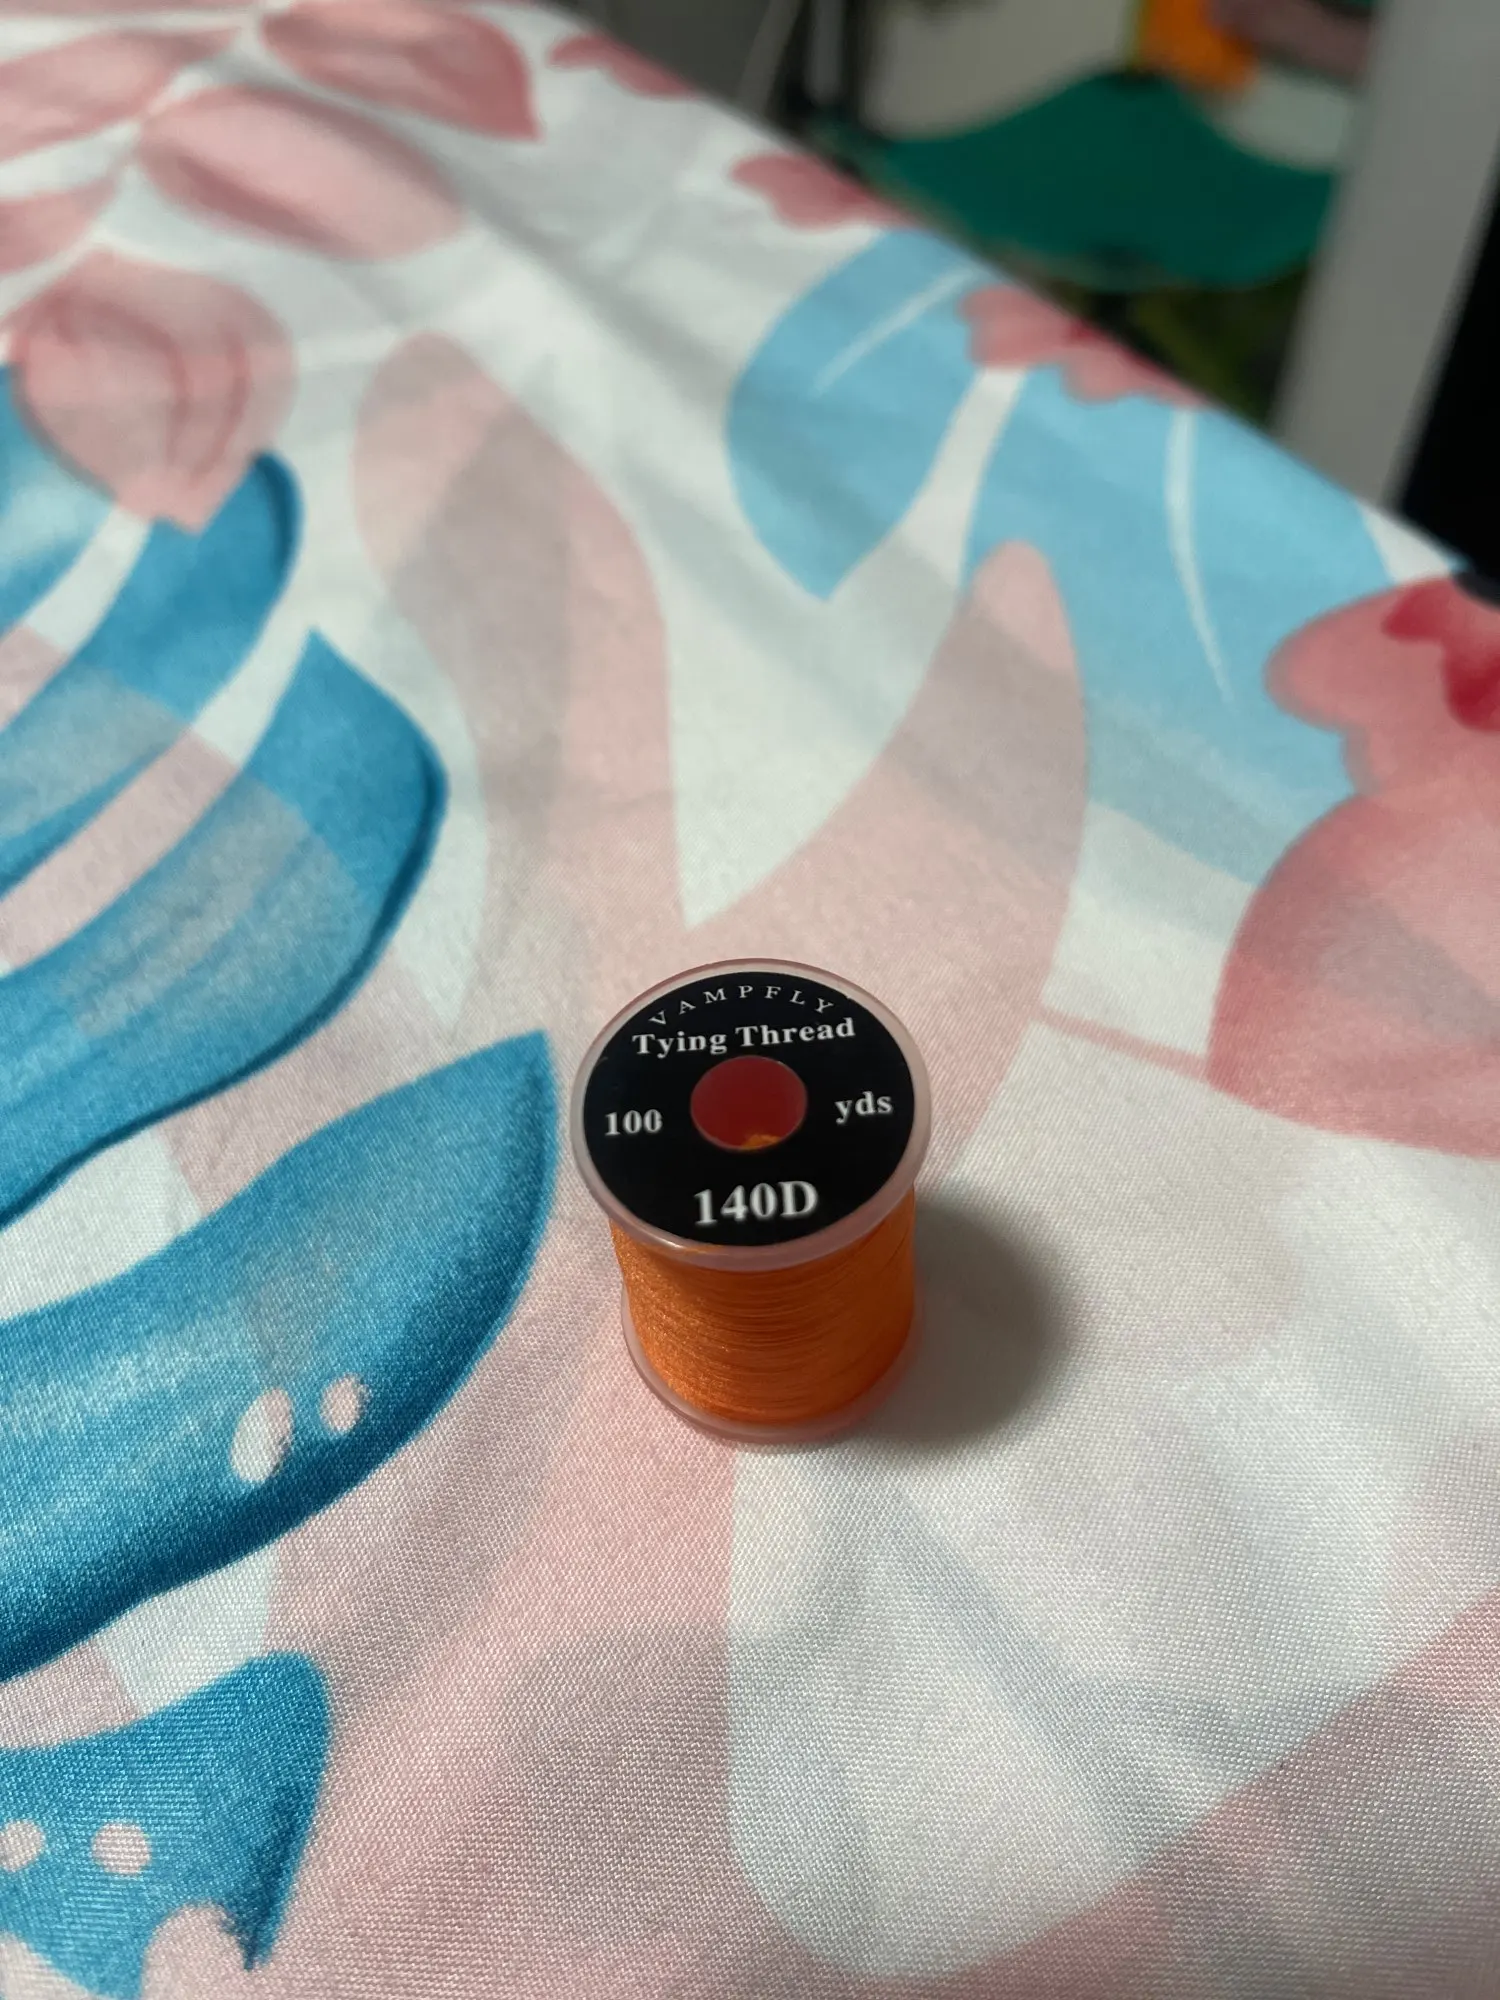 VAMPFLY
Tying Thread
100 yds
140D